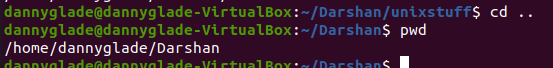 dannyglade@dannyglade-VirtualBox:~/Darshan/unixstuff$ cd ..
dannyglade@dannyglade-VirtualBox:~/Darshan$ pwd
/home/dannyglade/Darshan
dannyglade@dannyglade-VirtualBox:~/Darshan$